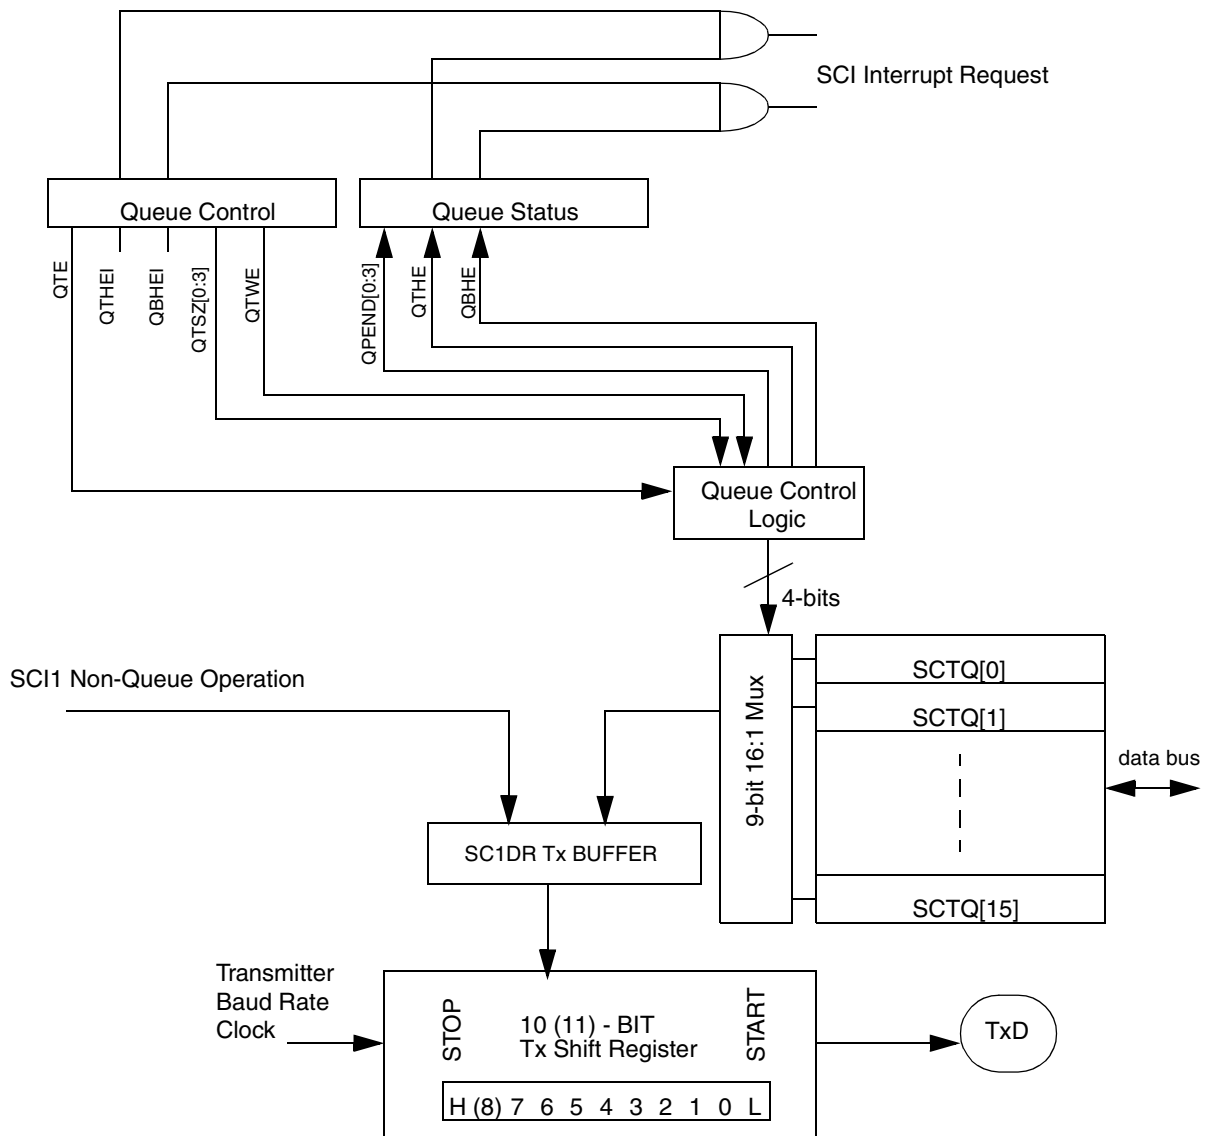 SCI Interrupt Request
Queue Control
Queue Status
QTE
QTHEI
QBHEI
QTSZ[0:3]
QTWE
QPEND[0:3]
QTHE
QBHE
Queue Control
Logic
4-bits
SCI1 Non-Queue Operation
9-bit 16:1 Mux
SCTQ[0]
SCTQ[1]
data bus
SC1DR Tx BUFFER
SCTQ[15]
Transmitter
Baud Rate
Clock
STOP
10 (11) - BIT
Tx Shift Register
START
TxD
H (8) 7 6 5 4 3 2 1 0 L